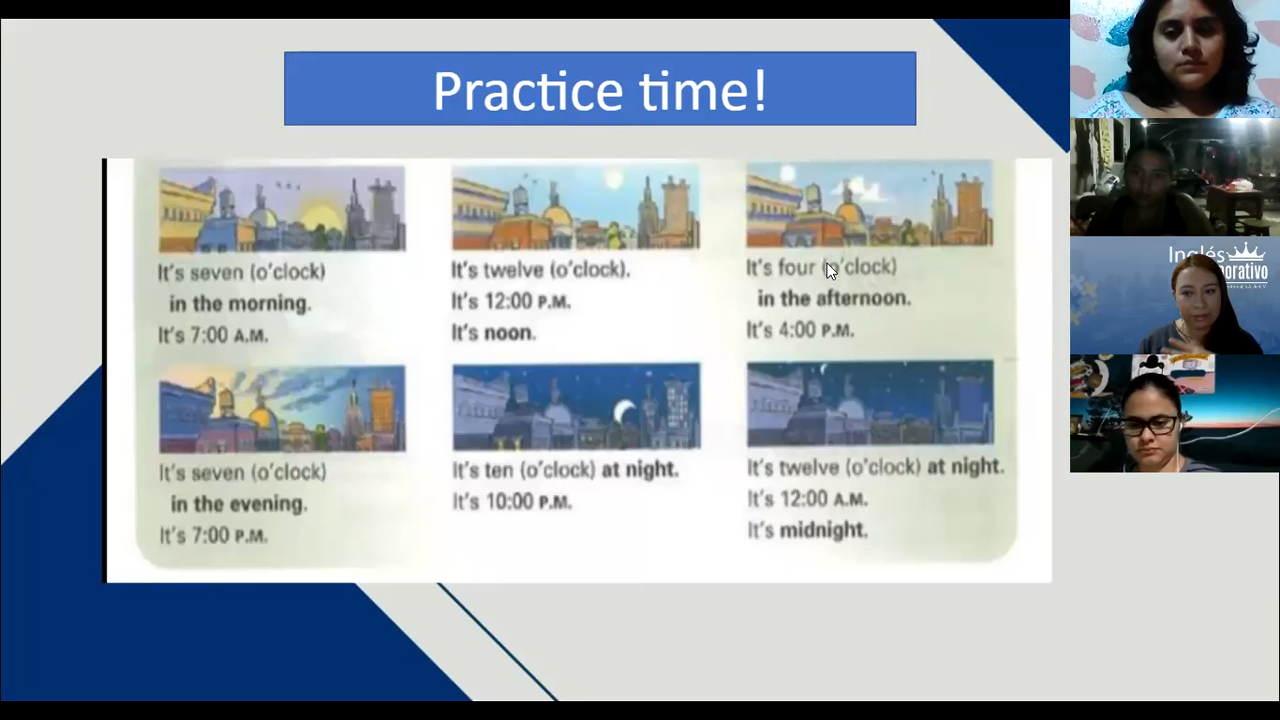 Practice time!
It's seven (o'clock)
in the morning.
It's 7:00 A.M.
It's twelve (o'clock).
It's 12:00 P.M.
It's noon.
It's four (o'clock)
in the afternoon.
It's 4:00 P.M.
It's seven (o'clock)
in the evening.
It's 7:00 P.M.
It's ten (o'clock) at night.
It's 10:00 P.M.
It's twelve (o'clock) at night.
It's 12:00 A.M.
It's midnight.
Inglés